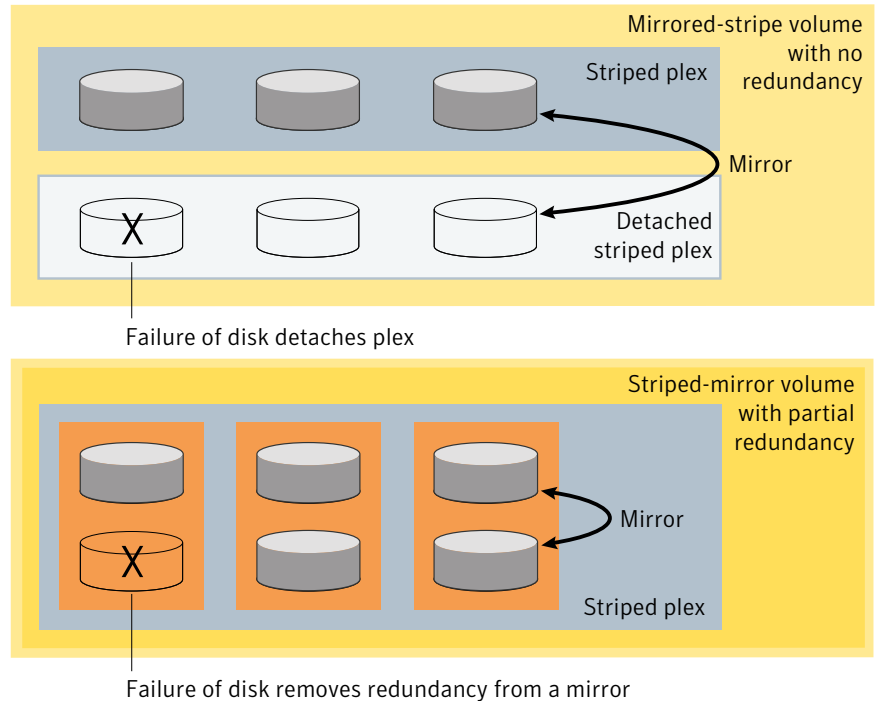 Mirrored-stripe volume
with no
redundancy
Striped plex
Mirror
Detached
striped plex
X
Failure of disk detaches plex
Striped-mirror volume
with partial
redundancy
Mirror
X
Striped plex
Failure of disk removes redundancy from a mirror